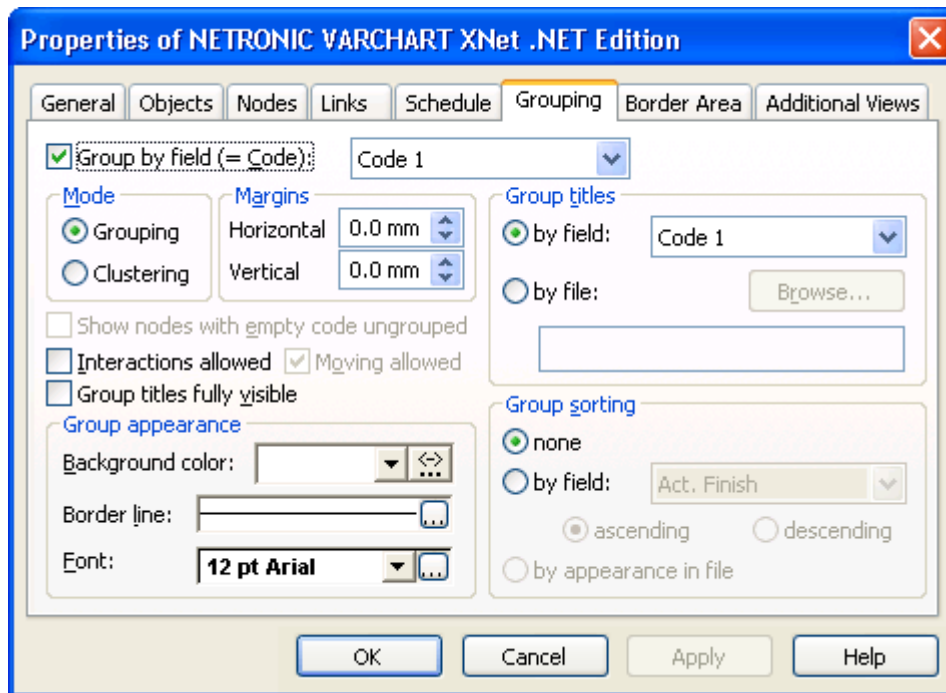 Properties of NETRONIC VARCHART XNet .NET Edition
General Objects Nodes Links Schedule Grouping Border Area Additional Views
Group by field (= Code): Code 1
Mode
Grouping
Clustering
Margins
Horizontal 0.0 mm
Vertical 0.0 mm
Group titles
by field: Code 1
by file: Browse...
Show nodes with empty code ungrouped
Interactions allowed Moving allowed
Group titles fully visible
Group appearance
Background color: <-> ...
Border line: ...
Font: 12 pt Arial ...
Group sorting
none
by field: Act. Finish
ascending descending
by appearance in file
OK Cancel Apply Help